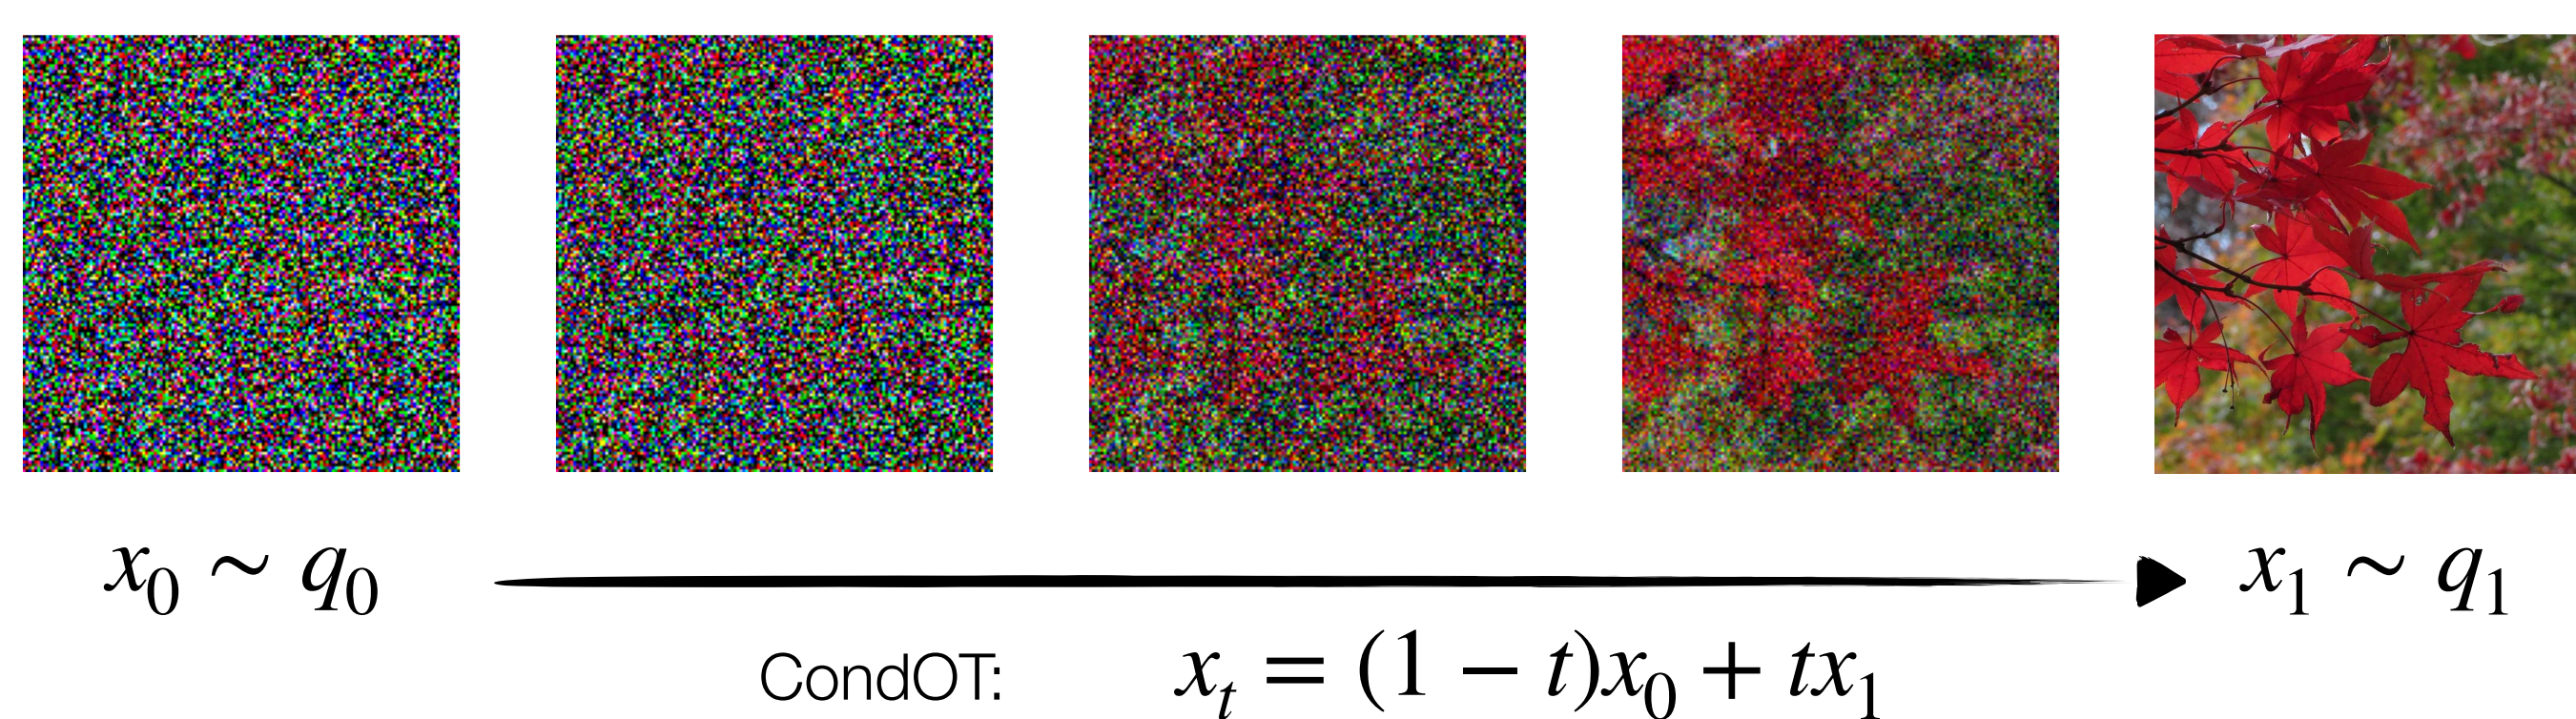 x₀ ~ q₀ x₁ ~ q₁
CondOT: xₜ = (1 − t)x₀ + tx₁